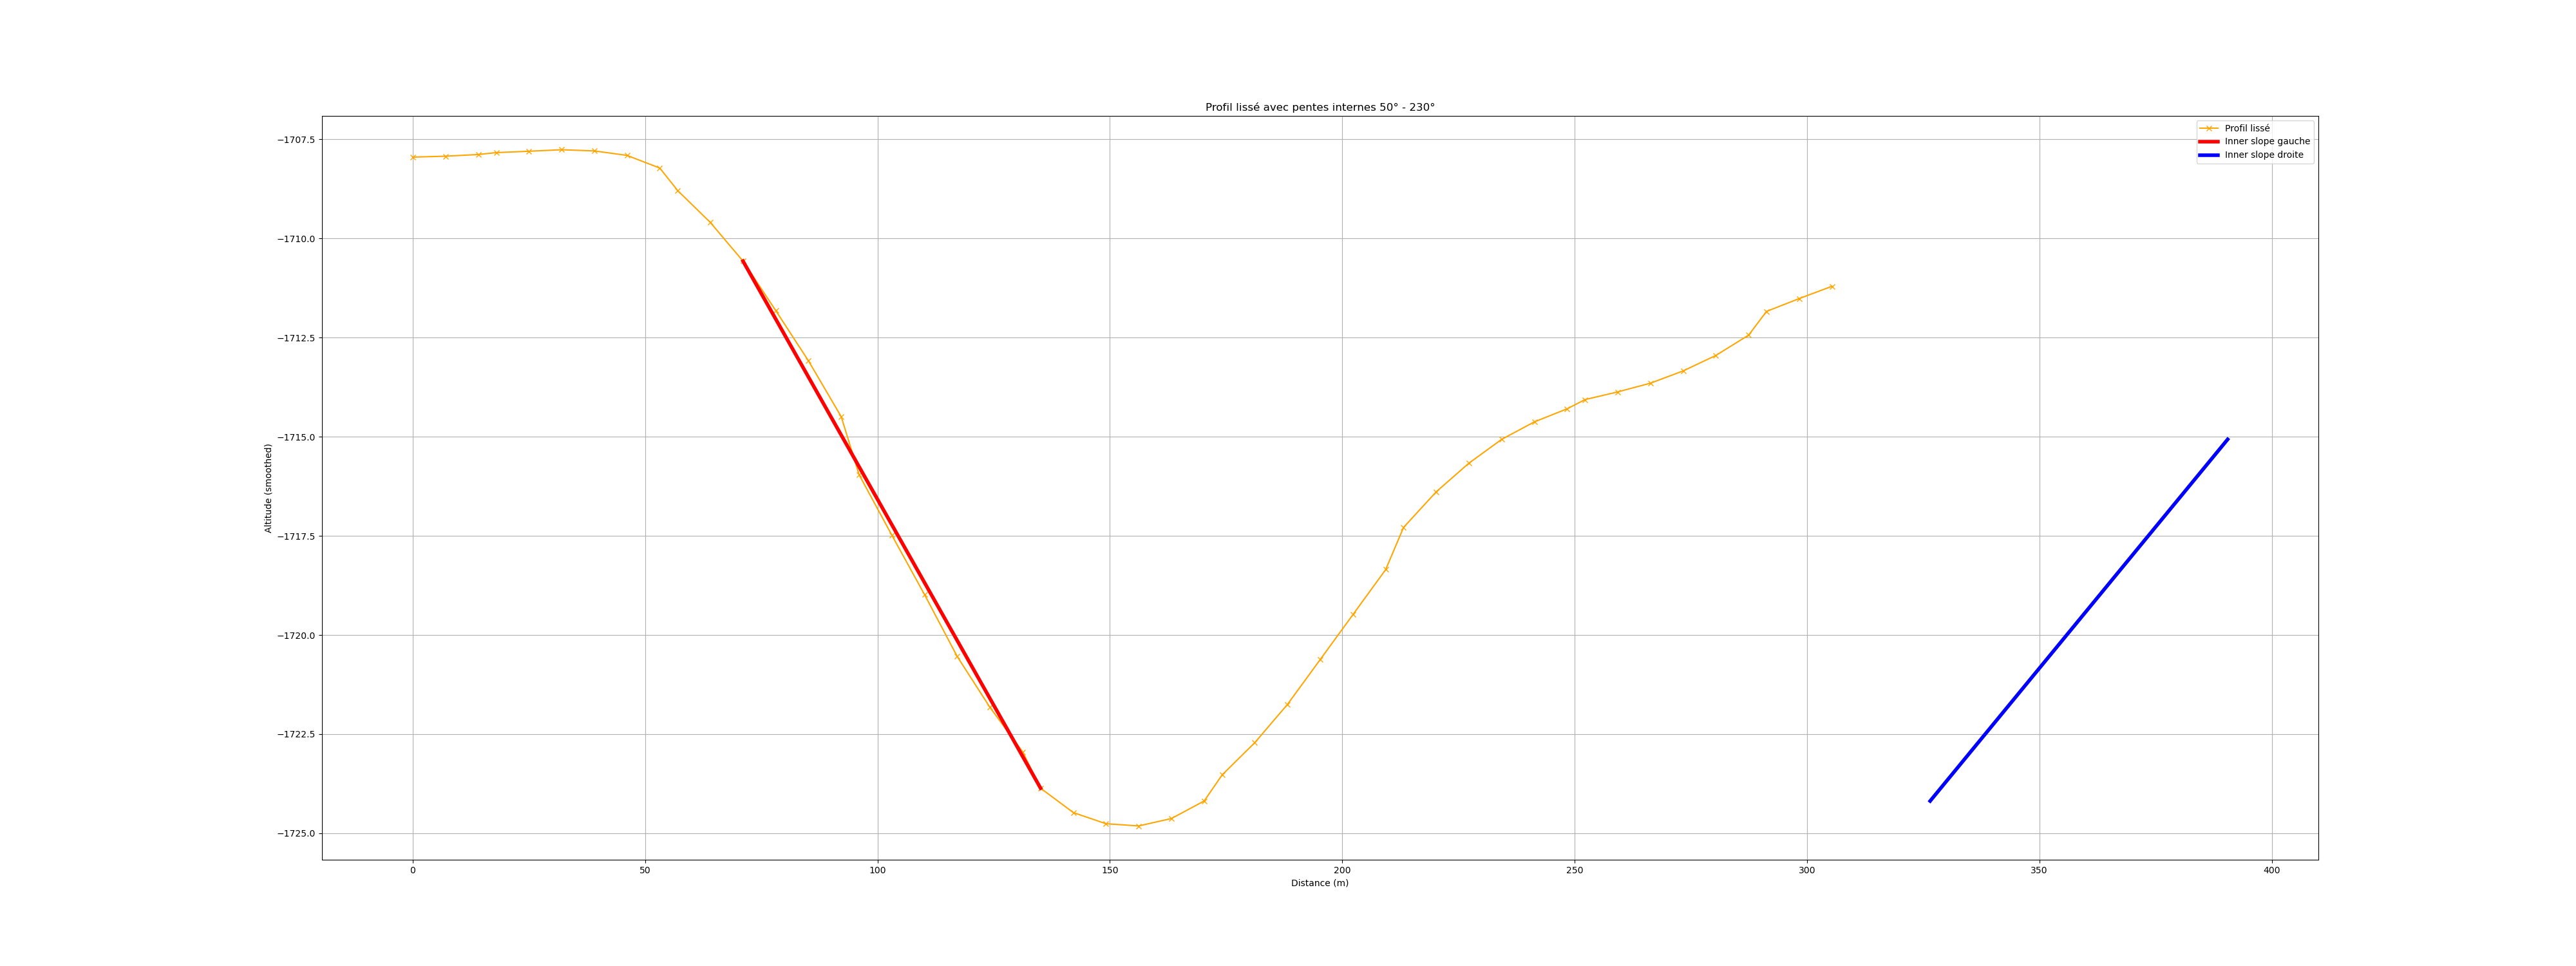 Profil lissé avec pentes internes 50° - 230°
Profil lissé
Inner slope gauche
Inner slope droite
Altitude (smoothed)
−1707.5
−1710.0
−1712.5
−1715.0
−1717.5
−1720.0
−1722.5
−1725.0
0 50 100 150 200 250 300 350 400
Distance (m)